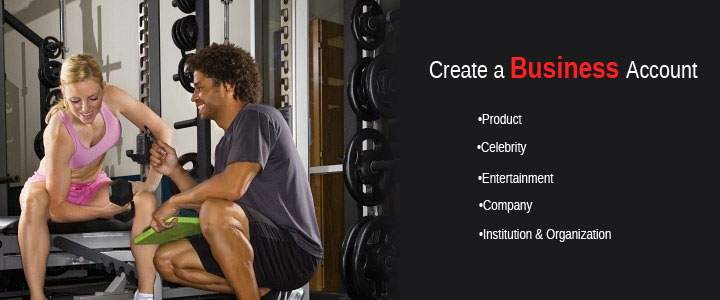 Create a Business Account
•Product
•Celebrity
•Entertainment
•Company
•Institution & Organization